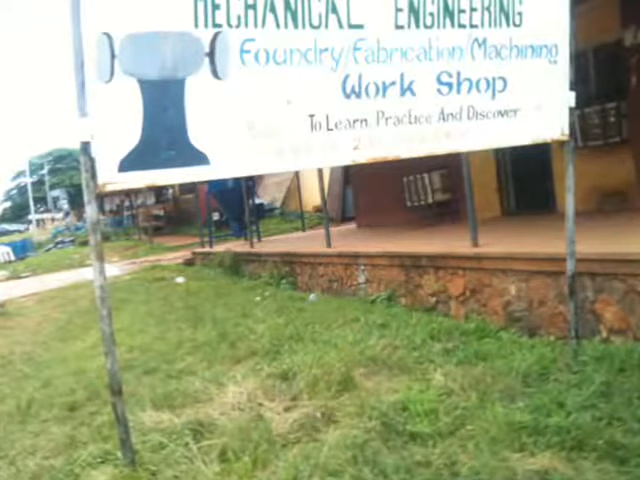 MECHANICAL ENGINEERING
Foundry/Fabrication/Machining
Work Shop
To Learn, Practice And Discover